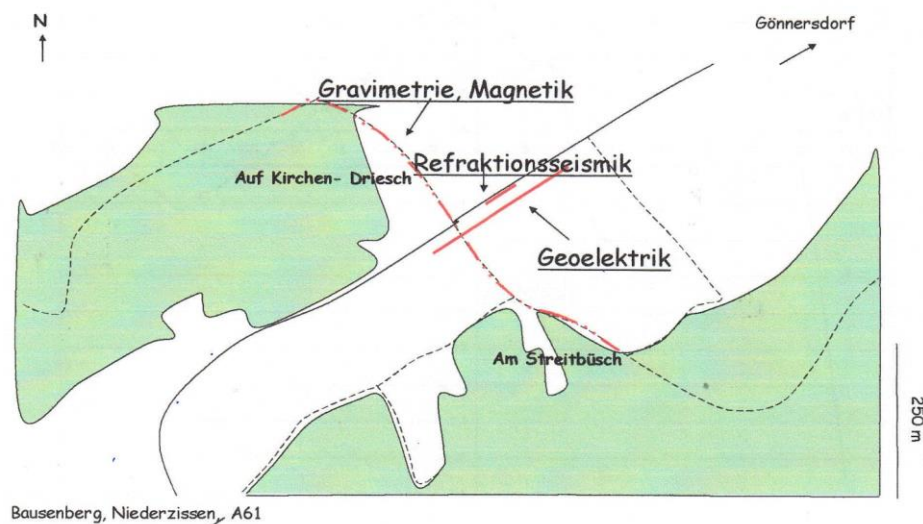 N
Gönnersdorf
Gravimetrie, Magnetik
Refraktionsseismik
Auf Kirchen- Driesch
Geoelektrik
Am Streitbüsch
250 m
Bausenberg, Niederzissen, A61